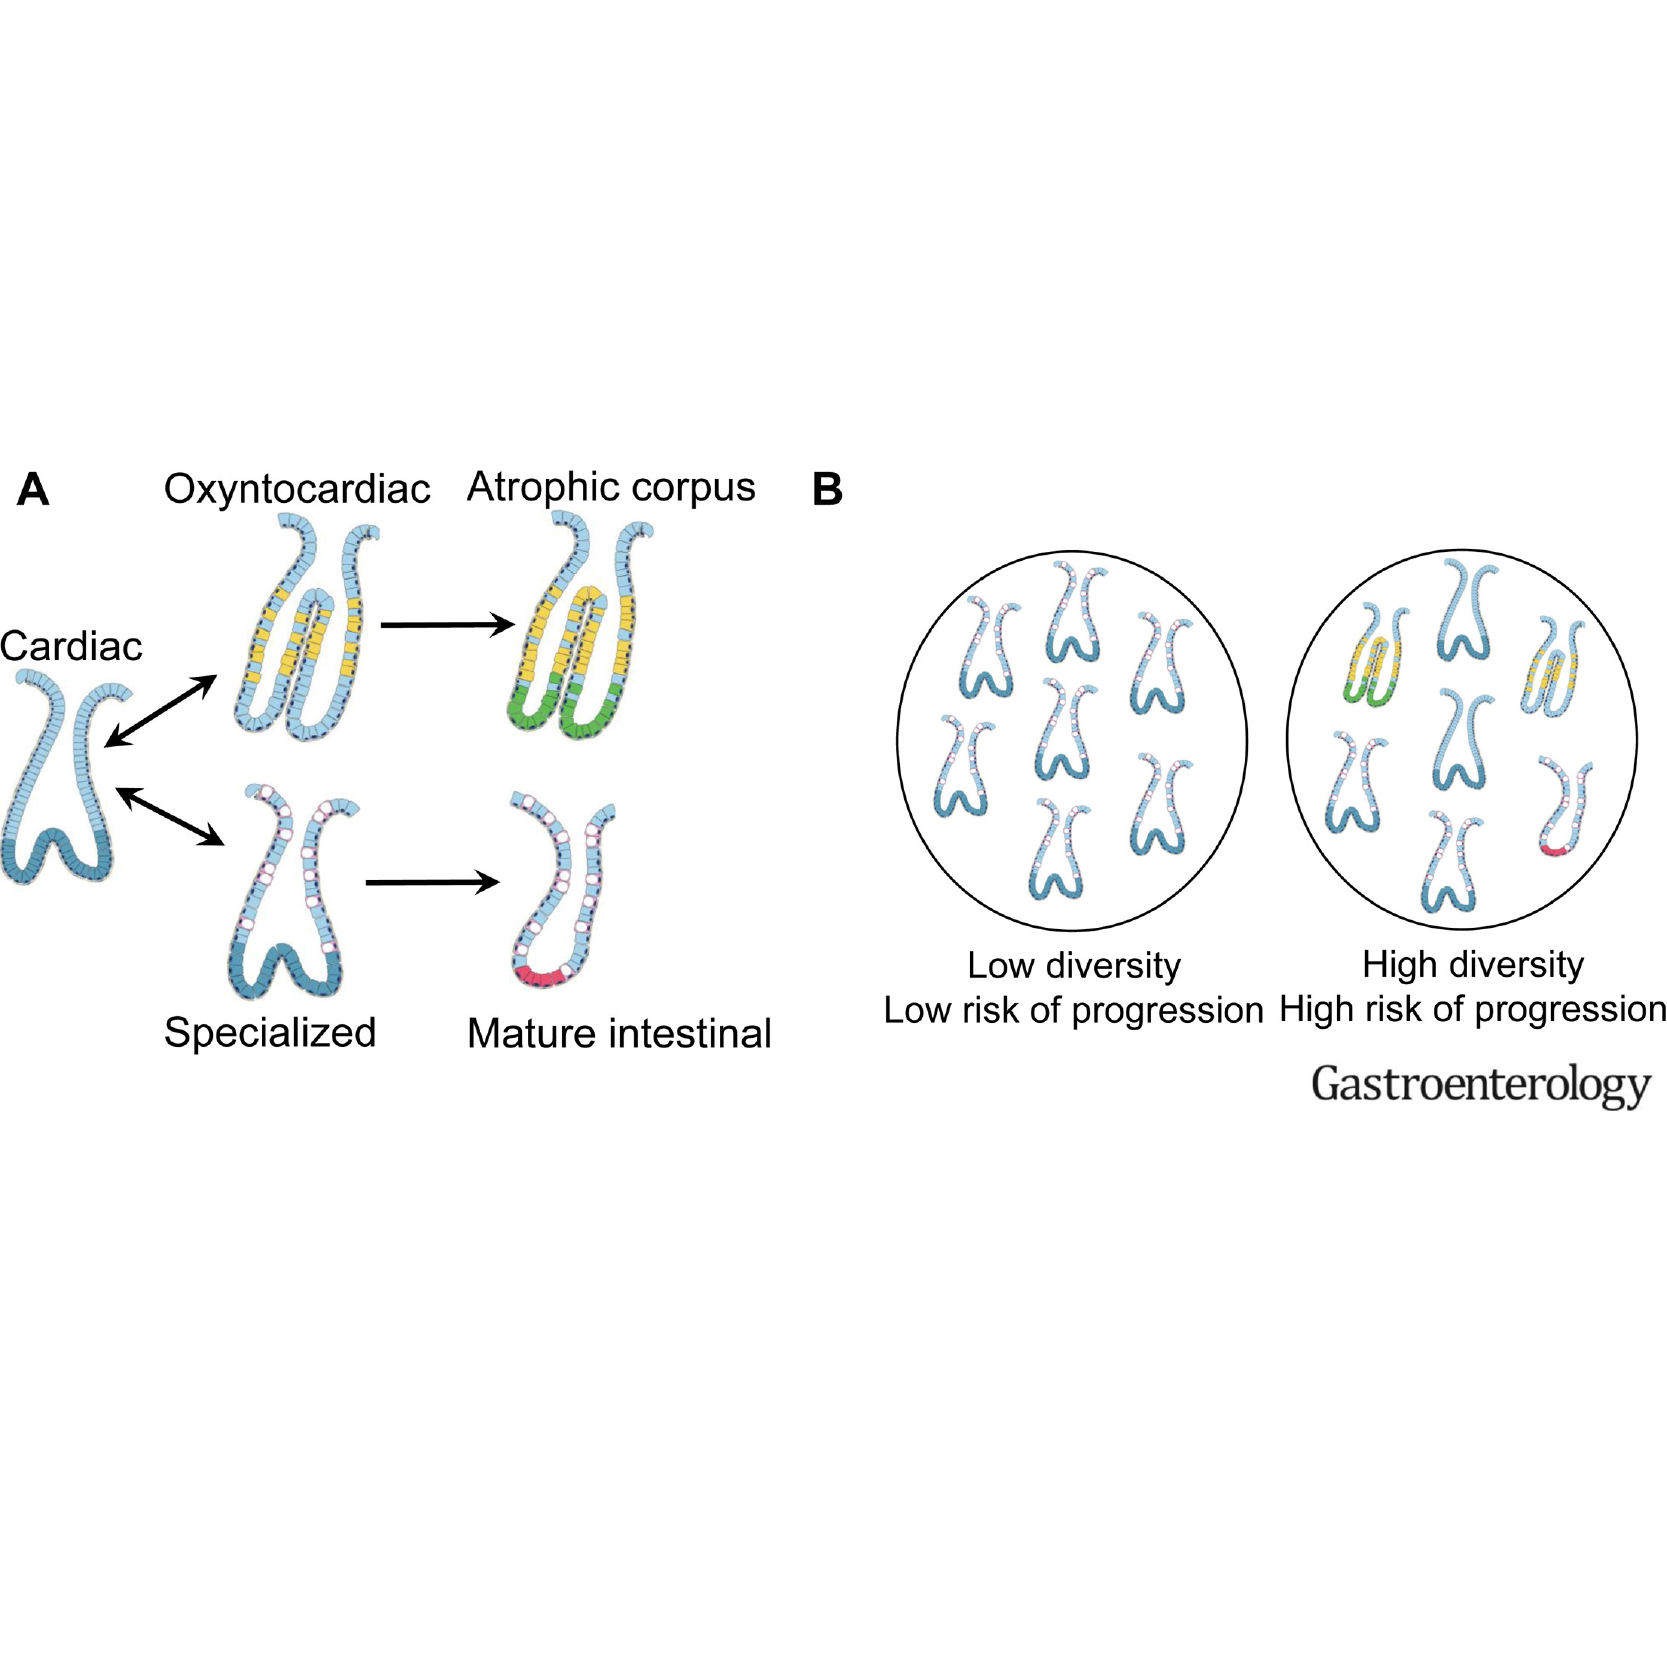 A
Oxyntocardiac
Atrophic corpus
Cardiac
Specialized
Mature intestinal
B
Low diversity
Low risk of progression
High diversity
High risk of progression
Gastroenterology